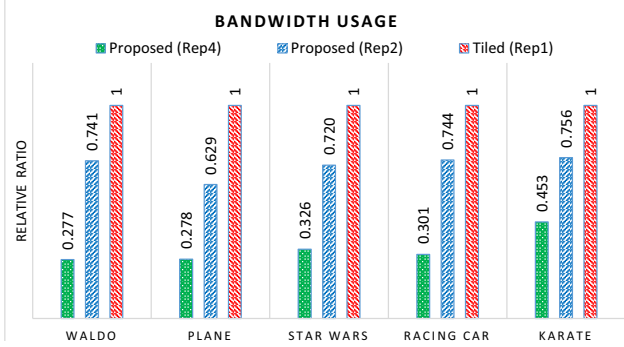 BANDWIDTH USAGE
Proposed (Rep4) Proposed (Rep2) Tiled (Rep1)
RELATIVE RATIO
0.277 0.741 1 0.278 0.629 1 0.326 0.720 1 0.301 0.744 1 0.453 0.756 1
WALDO PLANE STAR WARS RACING CAR KARATE